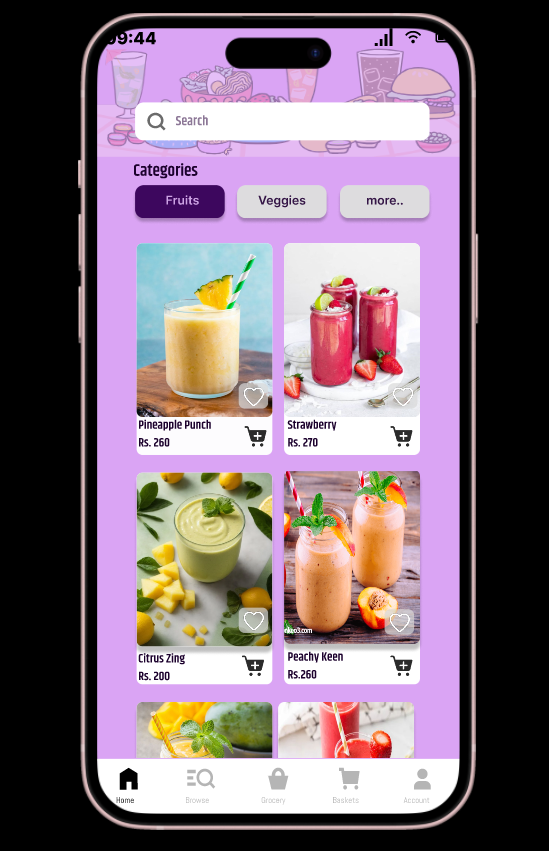 09:44
Search
Categories
Fruits
Veggies
more..
Pineapple Punch
Rs. 260
Strawberry
Rs. 270
Citrus Zing
Rs. 200
Peachy Keen
Rs.260
Home
Browse
Grocery
Baskets
Account